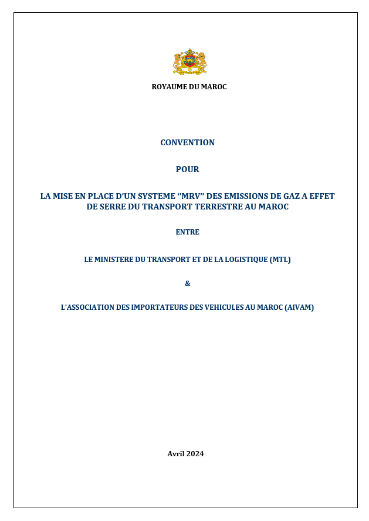 ROYAUME DU MAROC
CONVENTION
POUR
LA MISE EN PLACE D'UN SYSTEME "MRV" DES EMISSIONS DE GAZ A EFFET
DE SERRE DU TRANSPORT TERRESTRE AU MAROC
ENTRE
LE MINISTERE DU TRANSPORT ET DE LA LOGISTIQUE (MTL)
&
L'ASSOCIATION DES IMPORTATEURS DES VEHICULES AU MAROC (AIVAM)
Avril 2024